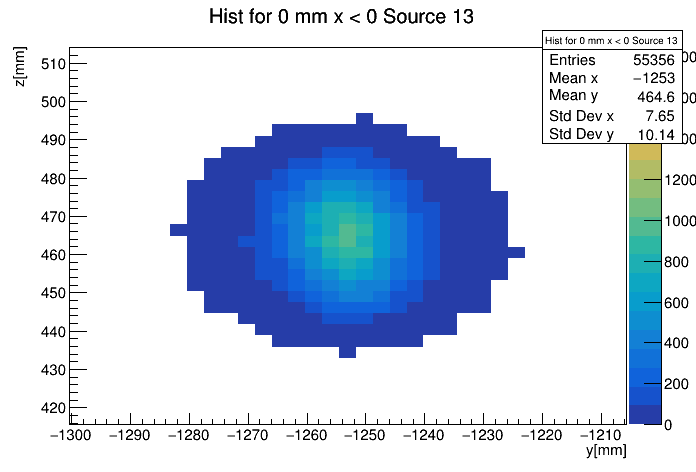 Hist for 0 mm x < 0 Source 13
z[mm]
Hist for 0 mm x < 0 Source 13
Entries 55356
Mean x −1253
Mean y 464.6
Std Dev x 7.65
Std Dev y 10.14
510
500
490
480
470
460
450
440
430
420
1200
1000
800
600
400
200
0
−1300 −1290 −1280 −1270 −1260 −1250 −1240 −1230 −1220 −1210
y[mm]